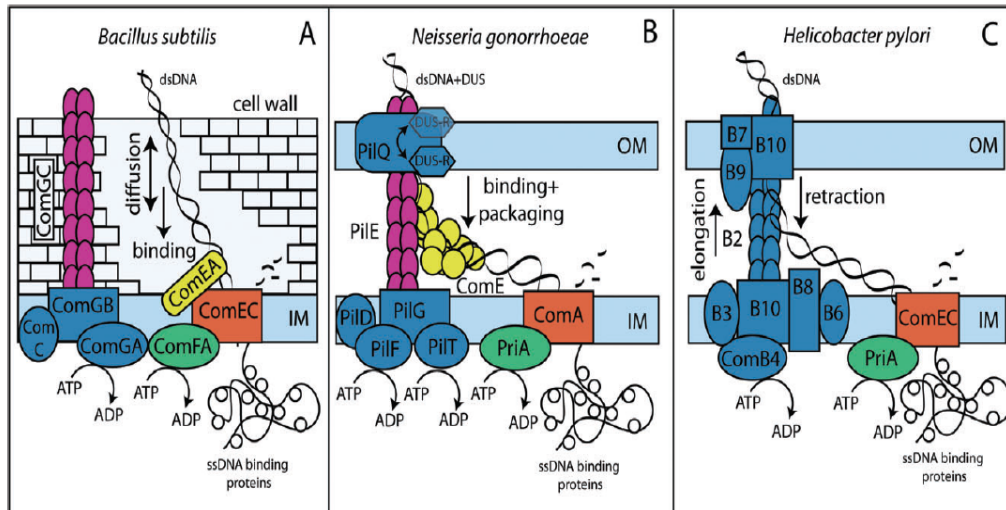 Bacillus subtilis
A
dsDNA
cell wall
ComGC
diffusion
binding
ComEA
ComGB
ComEC
IM
Com
C
ComGA
ComFA
ATP
ATP
ADP
ADP
ssDNA binding
proteins
Neisseria gonorrhoeae
B
dsDNA+DUS
DUS-R
PilQ
DUS-R
OM
binding+
packaging
PilE
ComE
PilD
PilG
ComA
IM
PilF
PilT
PriA
ATP
ATP
ATP
ADP
ADP
ADP
ssDNA binding
proteins
Helicobacter pylori
C
dsDNA
B7
B10
OM
B9
elongation
B2
retraction
B3
B10
B8
B6
ComEC
IM
ComB4
PriA
ATP
ATP
ADP
ADP
ssDNA binding
proteins